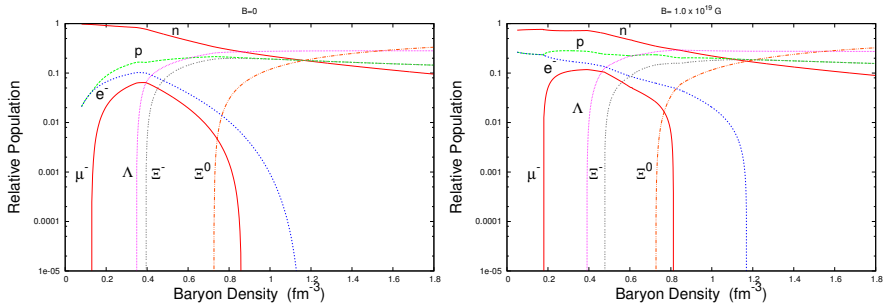 B=0
Relative Population
1
0.1
0.01
0.001
0.0001
1e-05
n
p
e⁻
μ⁻
Λ
Ξ⁻
Ξ⁰
0 0.2 0.4 0.6 0.8 1 1.2 1.4 1.6 1.8
Baryon Density (fm⁻³)
B= 1.0 x 10¹⁹ G
Relative Population
1
0.1
0.01
0.001
0.0001
1e-05
n
p
e⁻
Λ
μ⁻
Ξ⁻
Ξ⁰
0 0.2 0.4 0.6 0.8 1 1.2 1.4 1.6 1.8
Baryon Density (fm⁻³)